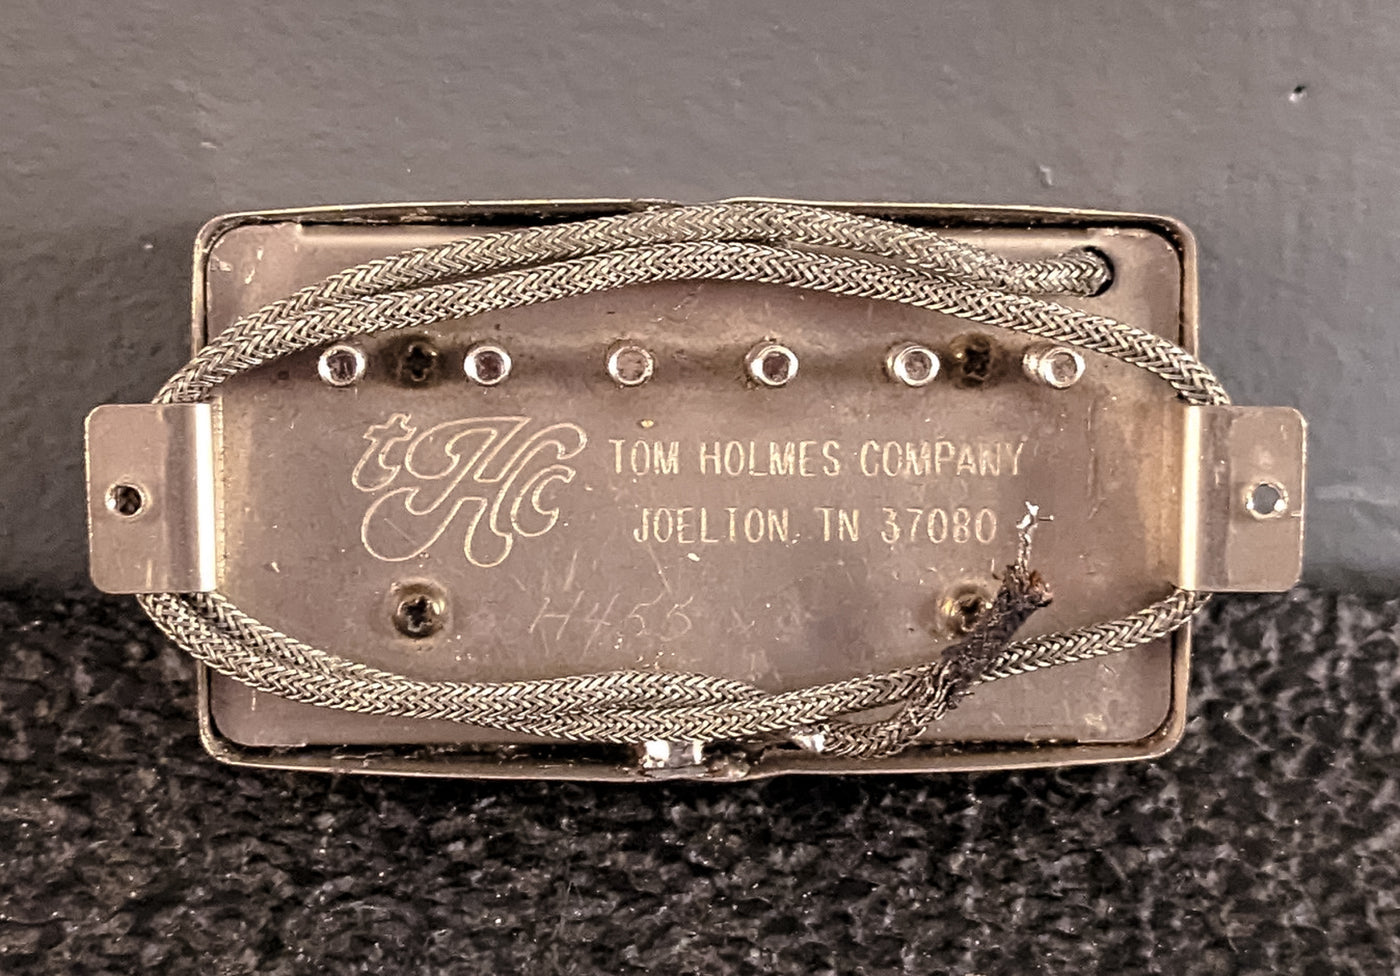 tHc TOM HOLMES COMPANY
JOELTON, TN 37080
H455